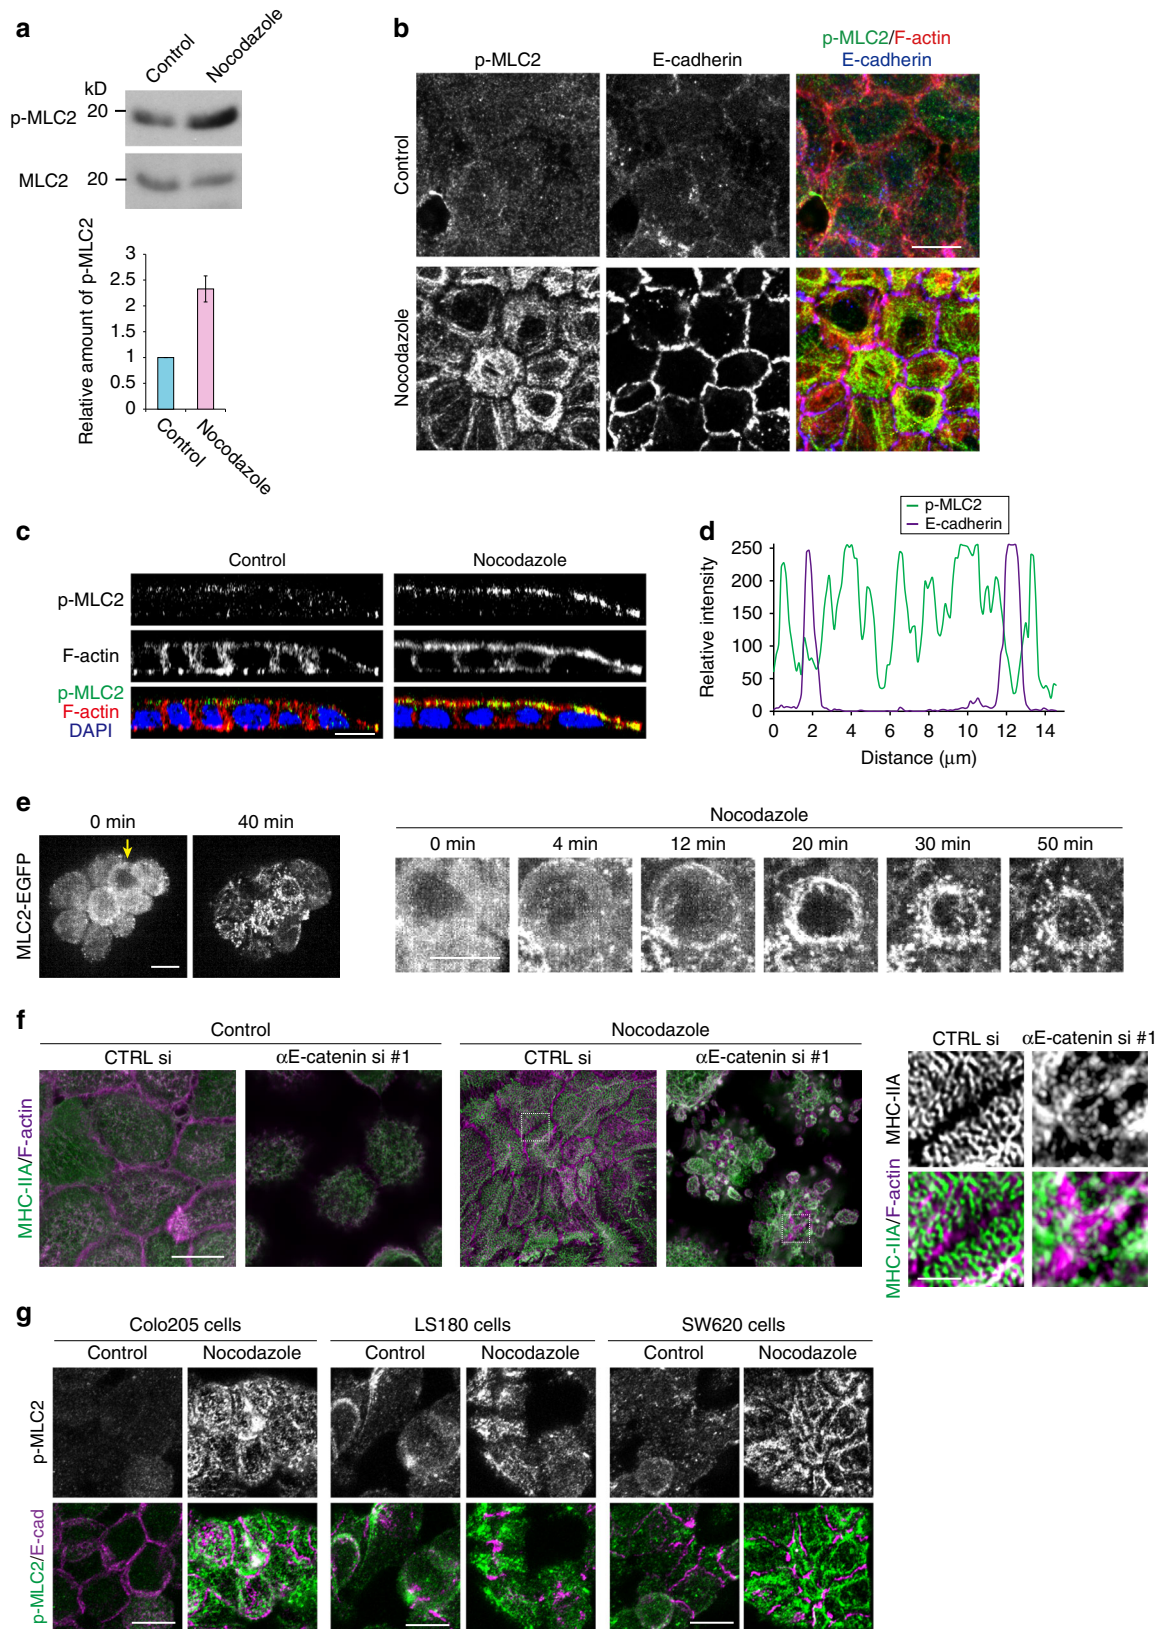 a
Control
Nocodazole
kD
p-MLC2
20
MLC2
20
Relative amount of p-MLC2
3
2.5
2
1.5
1
0.5
0
Control
Nocodazole
b
p-MLC2
E-cadherin
p-MLC2/F-actin
E-cadherin
Control
Nocodazole
c
Control
Nocodazole
p-MLC2
F-actin
p-MLC2
F-actin
DAPI
d
p-MLC2
E-cadherin
Relative intensity
250
200
150
100
50
0
0 2 4 6 8 10 12 14
Distance (μm)
e
0 min
40 min
MLC2-EGFP
Nocodazole
0 min
4 min
12 min
20 min
30 min
50 min
f
Control
Nocodazole
CTRL si
αE-catenin si #1
CTRL si
αE-catenin si #1
MHC-IIA/F-actin
CTRL si
αE-catenin si #1
MHC-IIA
MHC-IIA/F-actin
g
Colo205 cells
LS180 cells
SW620 cells
Control
Nocodazole
Control
Nocodazole
Control
Nocodazole
p-MLC2
p-MLC2/E-cad